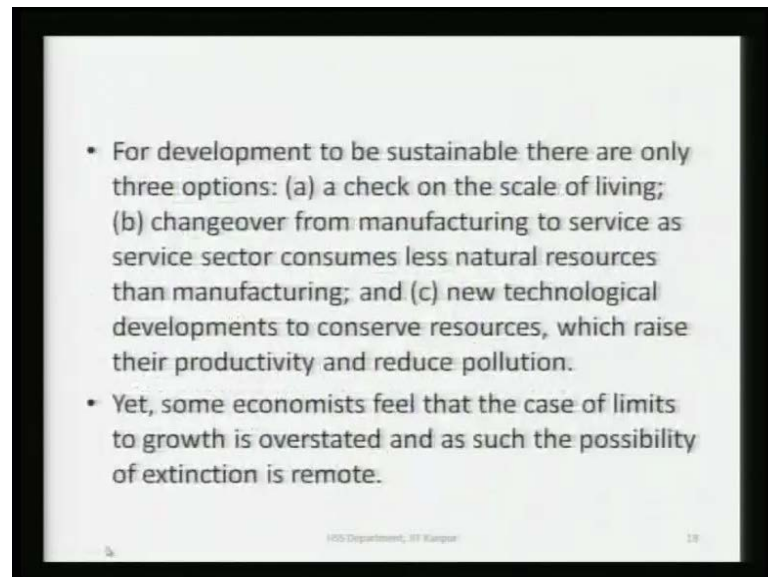 • For development to be sustainable there are only
three options: (a) a check on the scale of living;
(b) changeover from manufacturing to service as
service sector consumes less natural resources
than manufacturing; and (c) new technological
developments to conserve resources, which raise
their productivity and reduce pollution.
• Yet, some economists feel that the case of limits
to growth is overstated and as such the possibility
of extinction is remote.
HSS Department, IIT Kanpur